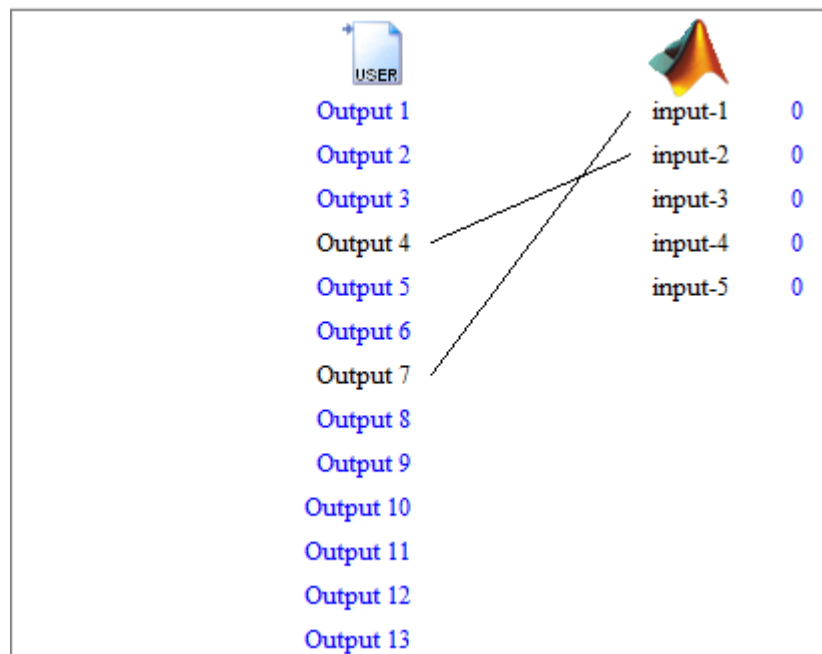 USER
Output 1 input-1 0
Output 2 input-2 0
Output 3 input-3 0
Output 4 input-4 0
Output 5 input-5 0
Output 6
Output 7
Output 8
Output 9
Output 10
Output 11
Output 12
Output 13